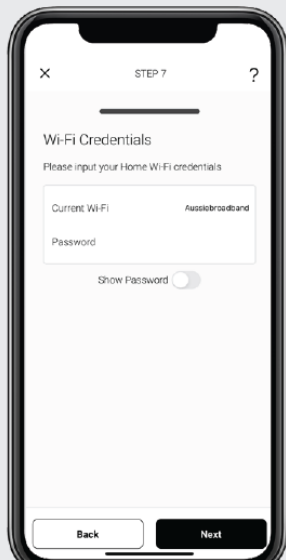 STEP 7 ?
Wi-Fi Credentials
Please input your Home Wi-Fi credentials
Current Wi-Fi Aussiebroadband
Password
Show Password
Back Next